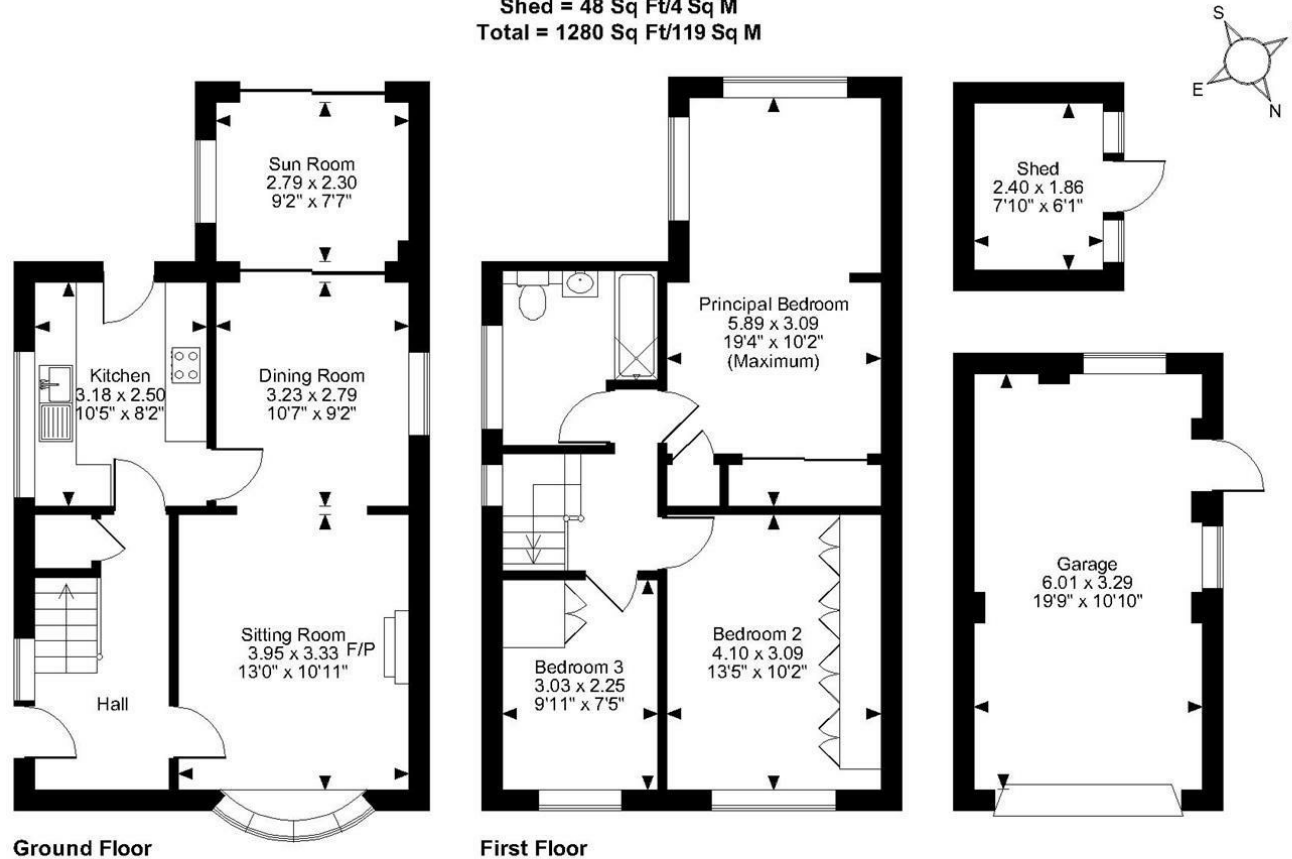 Shed = 48 Sq Ft/4 Sq M
Total = 1280 Sq Ft/119 Sq M
S
E
N
Sun Room
2.79 x 2.30
9'2" x 7'7"
Shed
2.40 x 1.86
7'10" x 6'1"
Kitchen
3.18 x 2.50
10'5" x 8'2"
Dining Room
3.23 x 2.79
10'7" x 9'2"
Principal Bedroom
5.89 x 3.09
19'4" x 10'2"
(Maximum)
Garage
6.01 x 3.29
19'9" x 10'10"
Sitting Room
3.95 x 3.33
13'0" x 10'11"
F/P
Hall
Bedroom 3
3.03 x 2.25
9'11" x 7'5"
Bedroom 2
4.10 x 3.09
13'5" x 10'2"
Ground Floor
First Floor